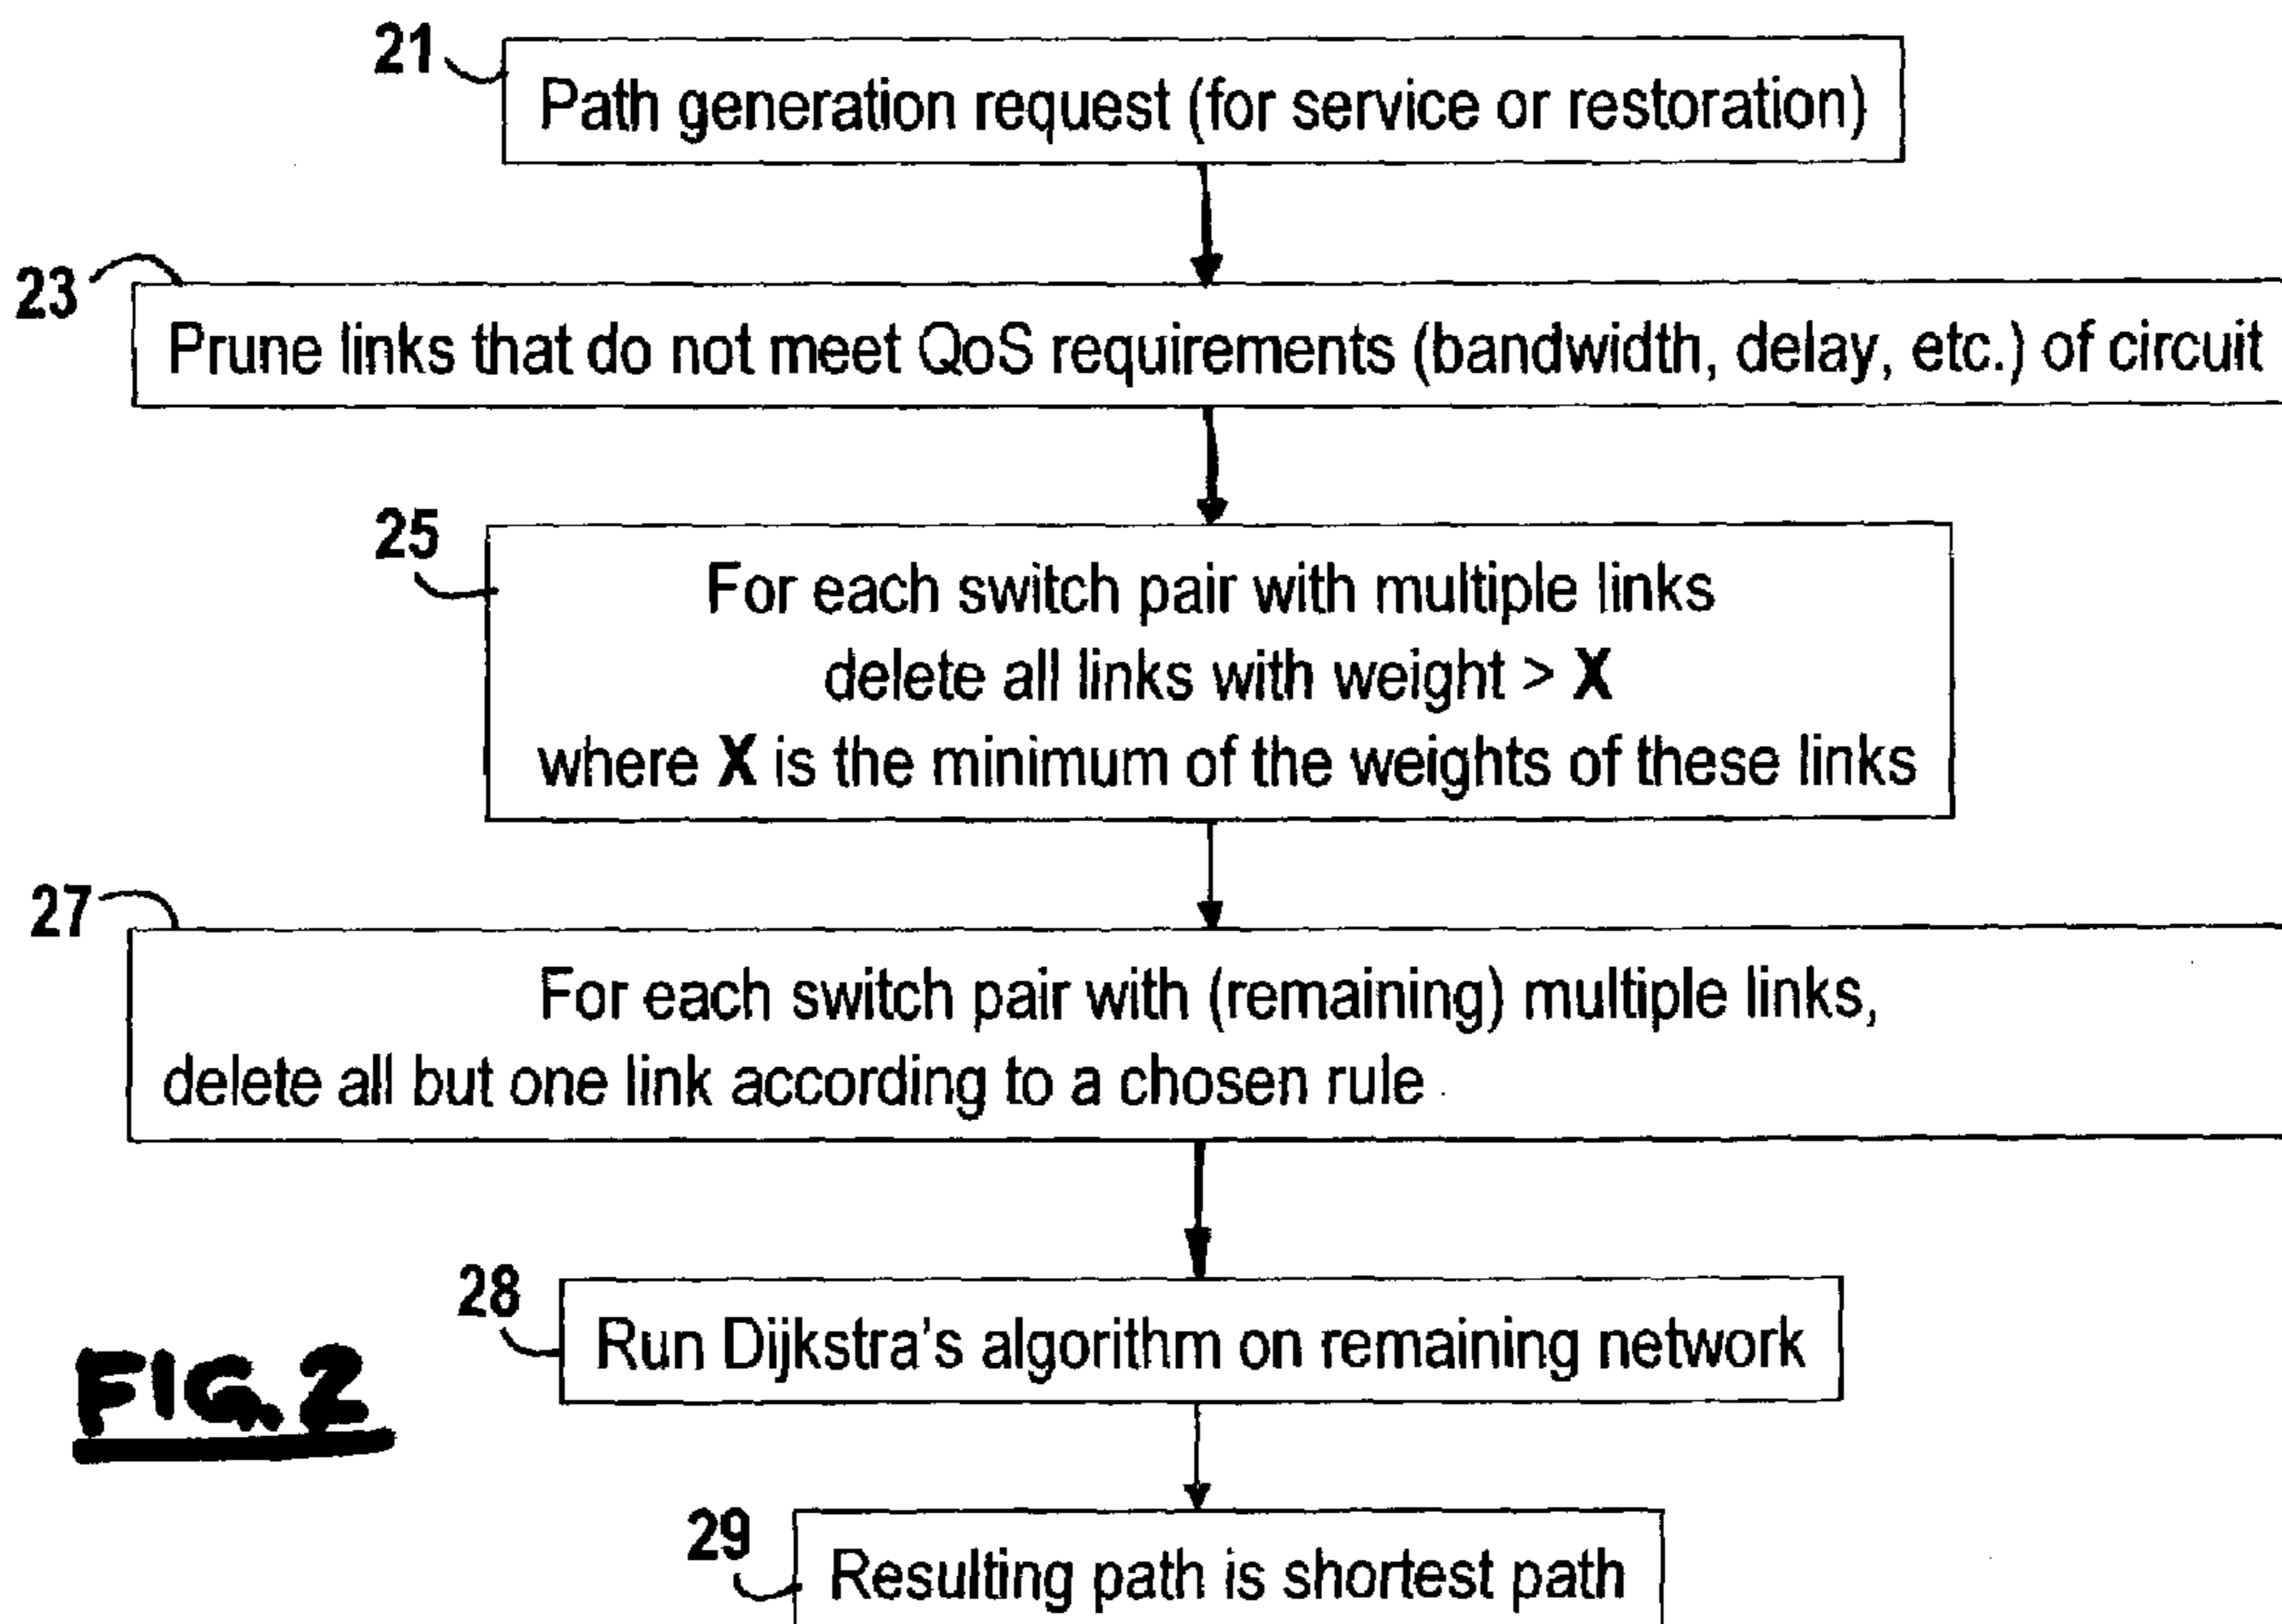 21
Path generation request (for service or restoration)
23
Prune links that do not meet QoS requirements (bandwidth, delay, etc.) of circuit
25
For each switch pair with multiple links
delete all links with weight > X
where X is the minimum of the weights of these links
27
For each switch pair with (remaining) multiple links,
delete all but one link according to a chosen rule
28
Run Dijkstra's algorithm on remaining network
FIG. 2
29
Resulting path is shortest path